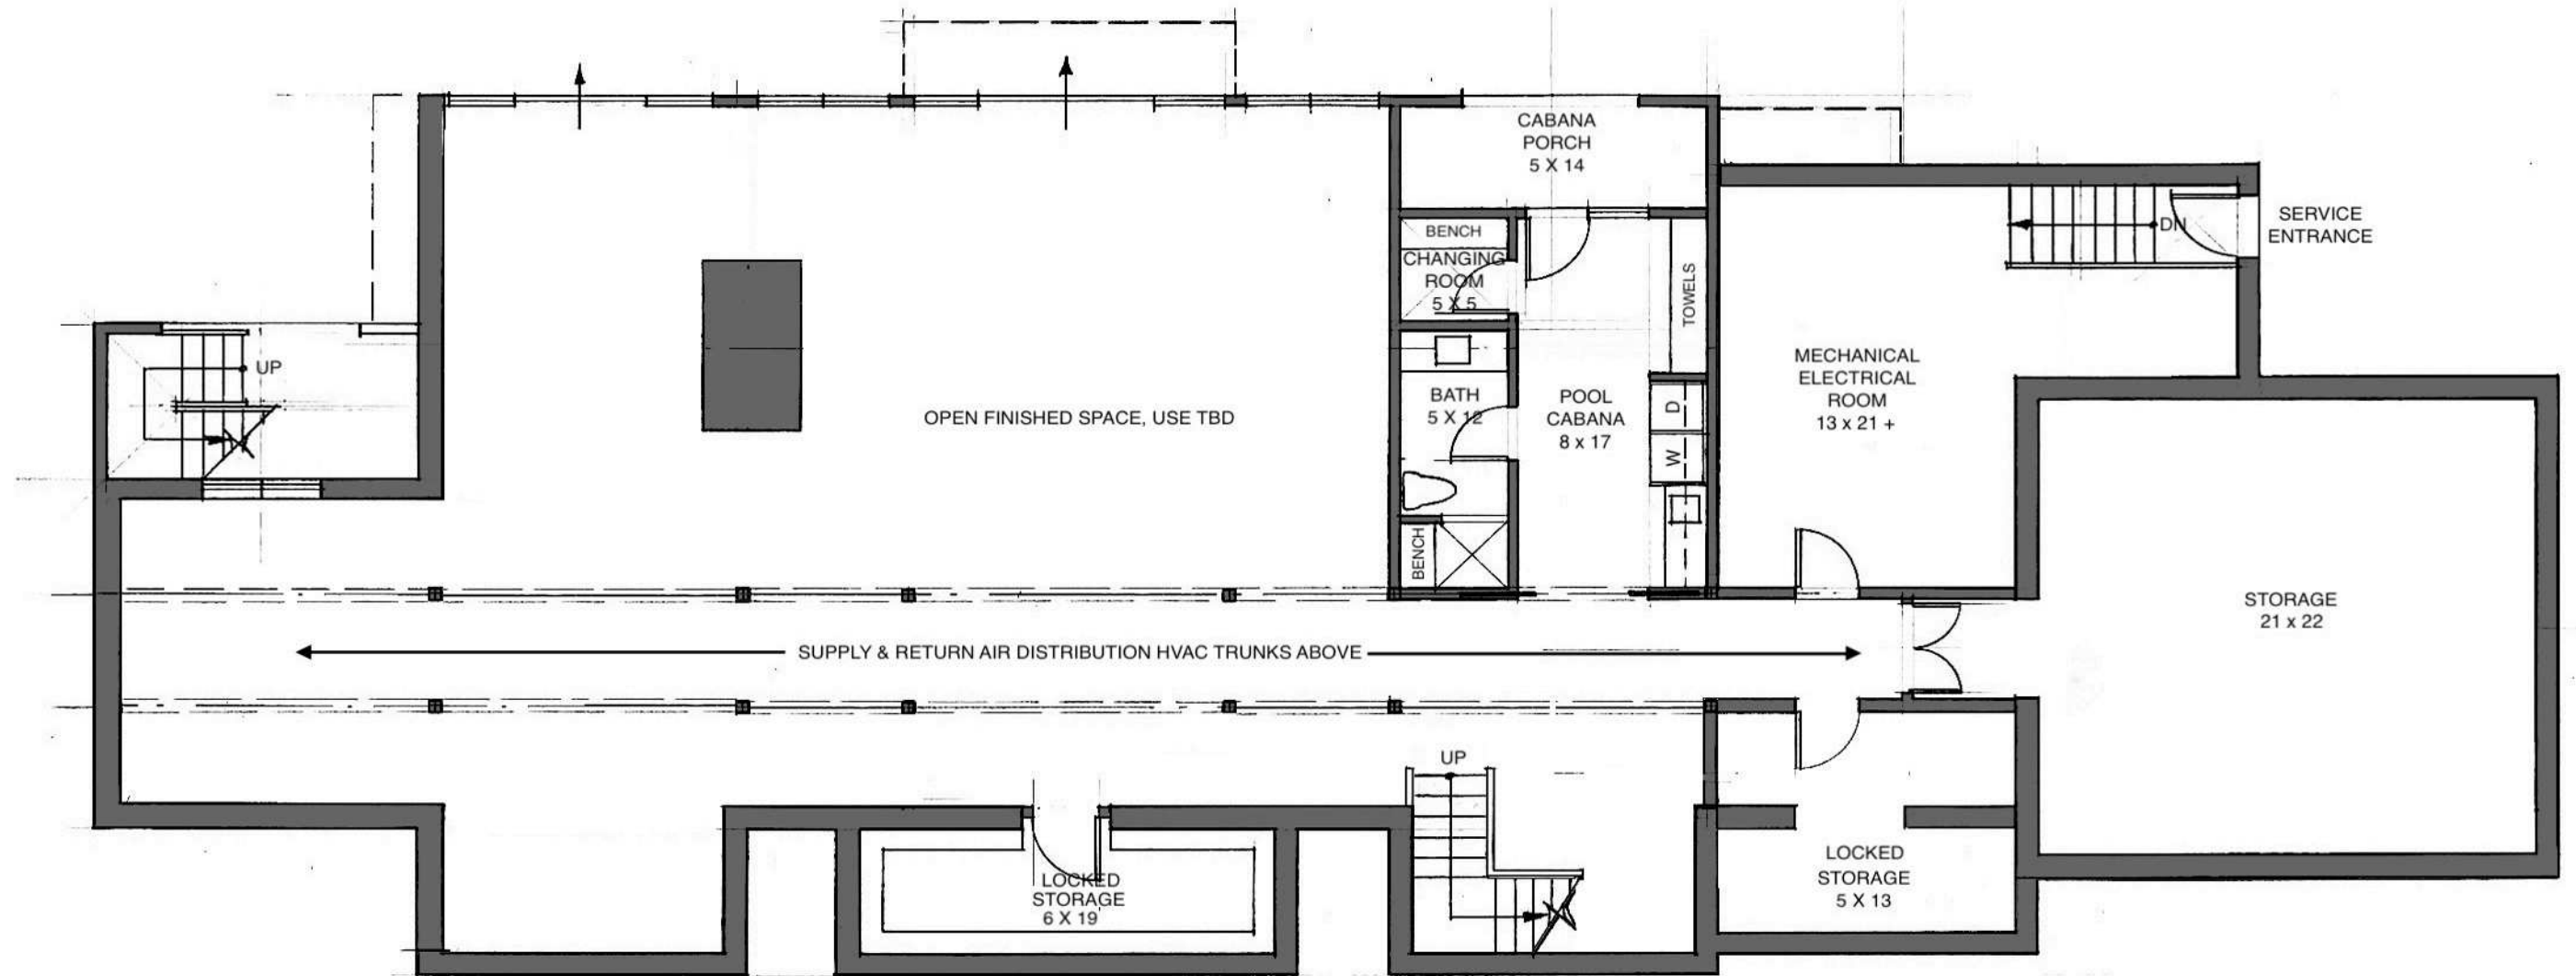 CABANA
PORCH
5 X 14
BENCH
CHANGING
ROOM
5 X 5
TOWELS
DN
SERVICE
ENTRANCE
UP
OPEN FINISHED SPACE, USE TBD
BATH
5 X 12
POOL
CABANA
8 x 17
D
W
MECHANICAL
ELECTRICAL
ROOM
13 x 21 +
BENCH
STORAGE
21 x 22
SUPPLY & RETURN AIR DISTRIBUTION HVAC TRUNKS ABOVE
UP
LOCKED
STORAGE
6 X 19
LOCKED
STORAGE
5 X 13